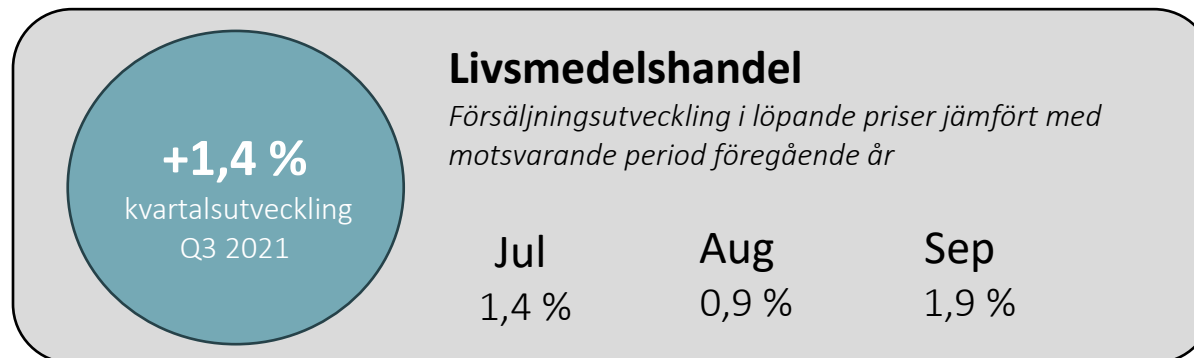 +1,4 %
kvartalsutveckling
Q3 2021
Livsmedelshandel
Försäljningsutveckling i löpande priser jämfört med
motsvarande period föregående år
Jul Aug Sep
1,4 % 0,9 % 1,9 %